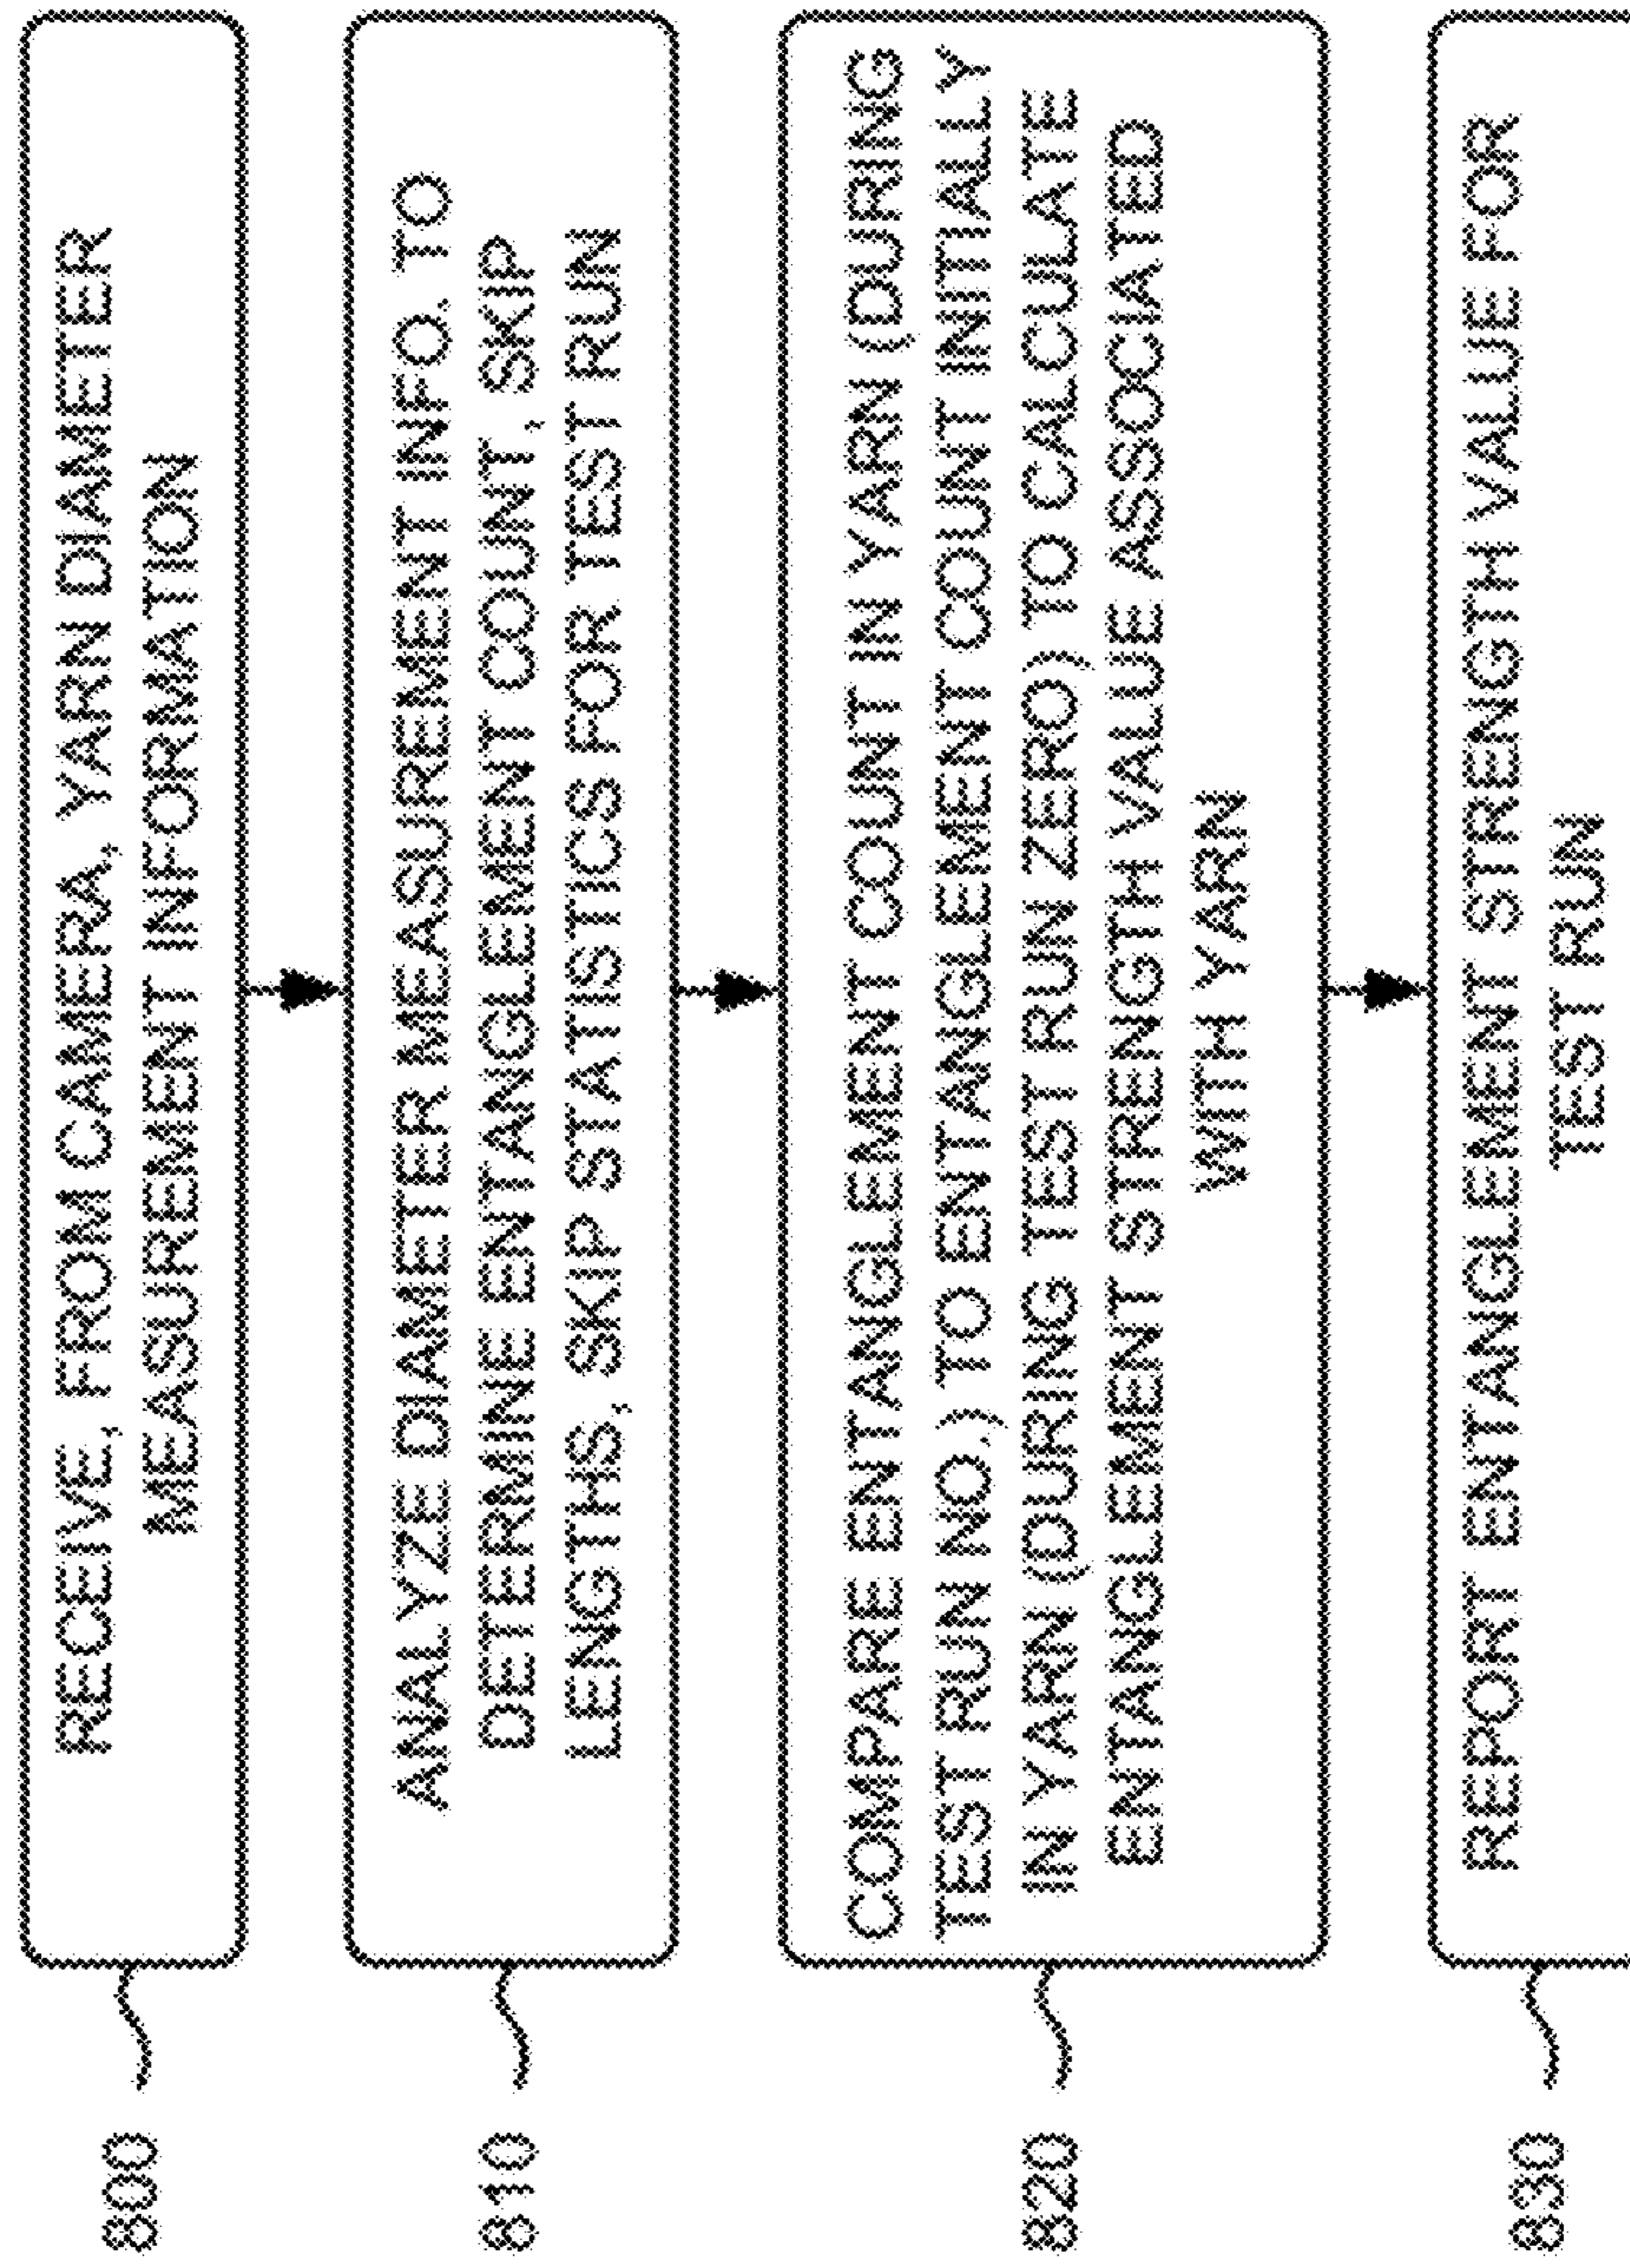 800
RECEIVE, FROM CAMERA, YARN DIAMETER
MEASUREMENT INFORMATION
810
ANALYZE DIAMETER MEASUREMENT INFO. TO
DETERMINE ENTANGLEMENT COUNT, SKIP
LENGTHS, SKIP STATISTICS FOR TEST RUN
820
COMPARE ENTANGLEMENT COUNT IN YARN (DURING
TEST RUN NO.) TO ENTANGLEMENT COUNT INITIALLY
IN YARN (DURING TEST RUN ZERO) TO CALCULATE
ENTANGLEMENT STRENGTH VALUE ASSOCIATED
WITH YARN
830
REPORT ENTANGLEMENT STRENGTH VALUE FOR
TEST RUN